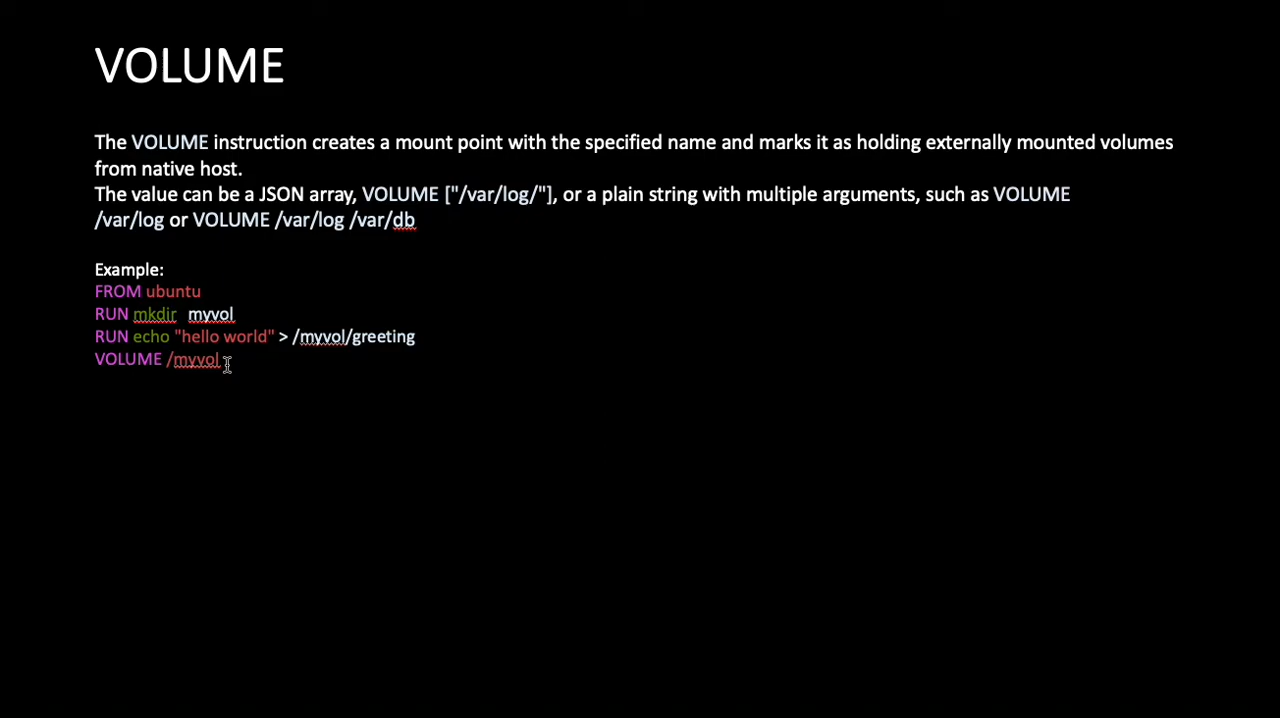 VOLUME
The VOLUME instruction creates a mount point with the specified name and marks it as holding externally mounted volumes
from native host.
The value can be a JSON array, VOLUME ["/var/log/"], or a plain string with multiple arguments, such as VOLUME
/var/log or VOLUME /var/log /var/db
Example:
FROM ubuntu
RUN mkdir myvol
RUN echo "hello world" > /myvol/greeting
VOLUME /myvol